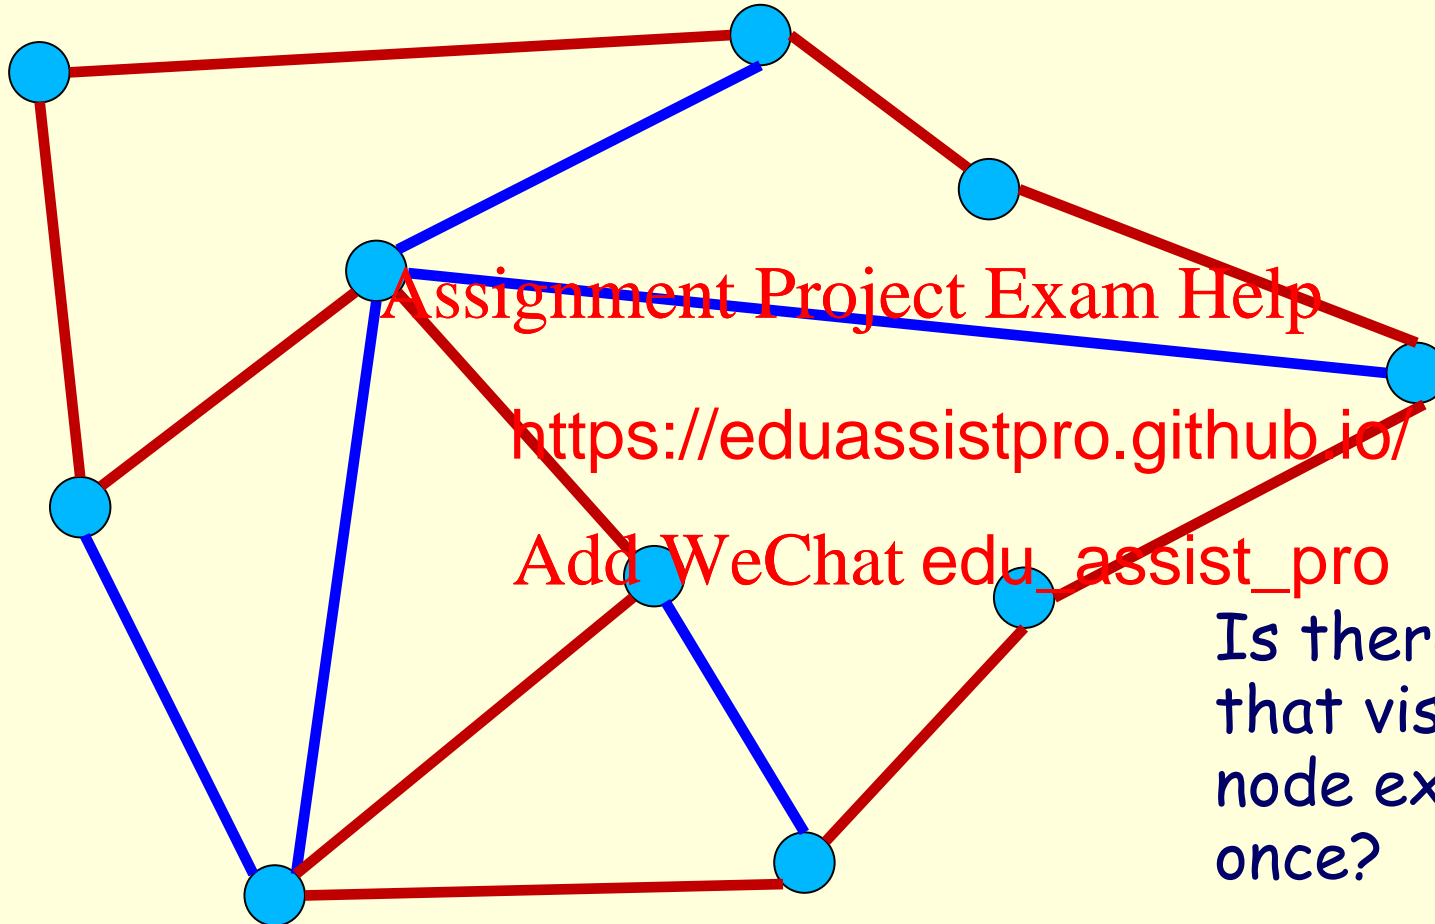 Assignment Project Exam Help
https://eduassistpro.github.io/
Add WeChat edu_assist_pro
Is ther
that vis
node ex
once?